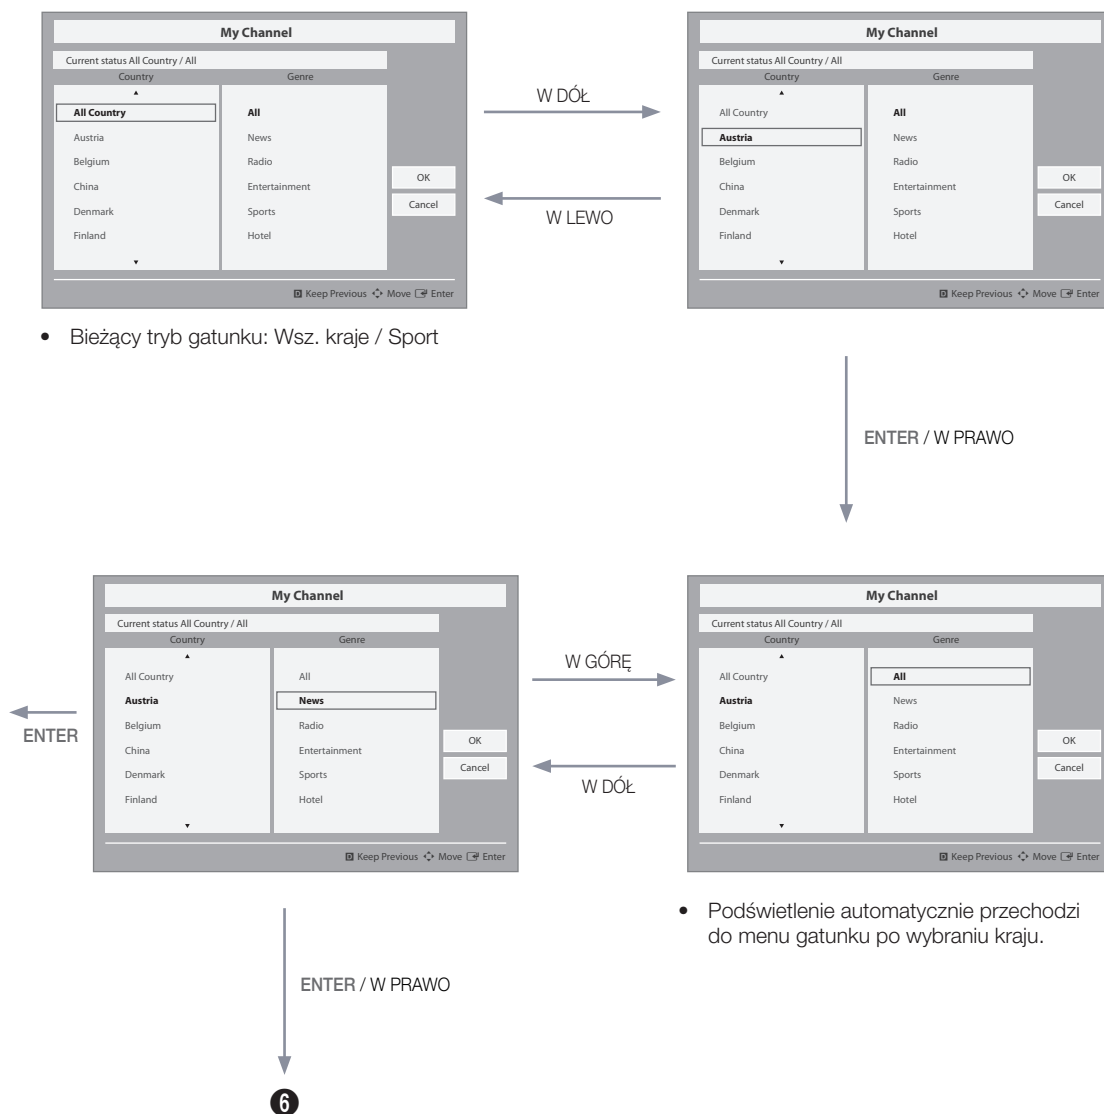 My Channel
Current status All Country / All
Country Genre
All Country All
Austria News
Belgium Radio
China Entertainment
Denmark Sports
Finland Hotel
OK
Cancel
D Keep Previous Move Enter
W DÓŁ
W LEWO
My Channel
Current status All Country / All
Country Genre
All Country All
Austria News
Belgium Radio
China Entertainment
Denmark Sports
Finland Hotel
OK
Cancel
D Keep Previous Move Enter
• Bieżący tryb gatunku: Wsz. kraje / Sport
ENTER / W PRAWO
ENTER
My Channel
Current status All Country / All
Country Genre
All Country All
Austria News
Belgium Radio
China Entertainment
Denmark Sports
Finland Hotel
OK
Cancel
D Keep Previous Move Enter
W GÓRĘ
W DÓŁ
My Channel
Current status All Country / All
Country Genre
All Country All
Austria News
Belgium Radio
China Entertainment
Denmark Sports
Finland Hotel
OK
Cancel
D Keep Previous Move Enter
• Podświetlenie automatycznie przechodzi
do menu gatunku po wybraniu kraju.
ENTER / W PRAWO
6